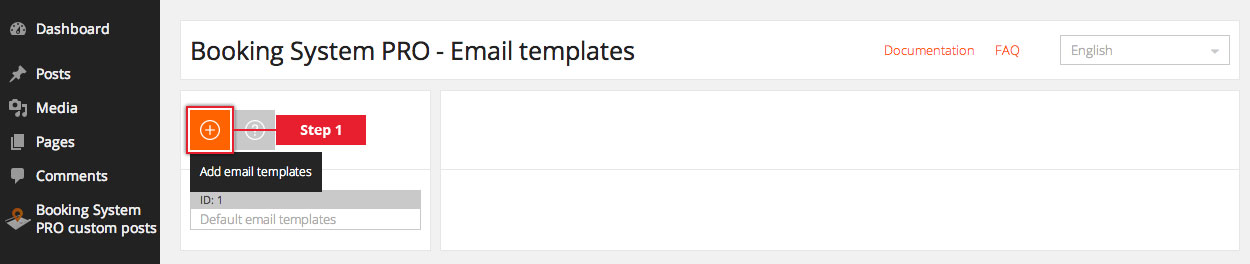 Dashboard
Posts
Media
Pages
Comments
Booking System
PRO custom posts
Booking System PRO - Email templates
Documentation
FAQ
English
Step 1
Add email templates
ID: 1
Default email templates